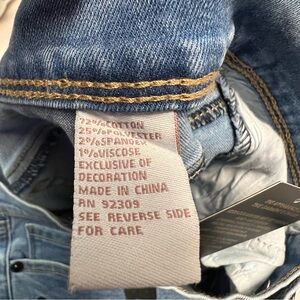 72%COTTON
25%POLYESTER
2%SPANDEX
1%VISCOSE
EXCLUSIVE OF
DECORATION
MADE IN CHINA
RN 92309
SEE REVERSE SIDE
FOR CARE